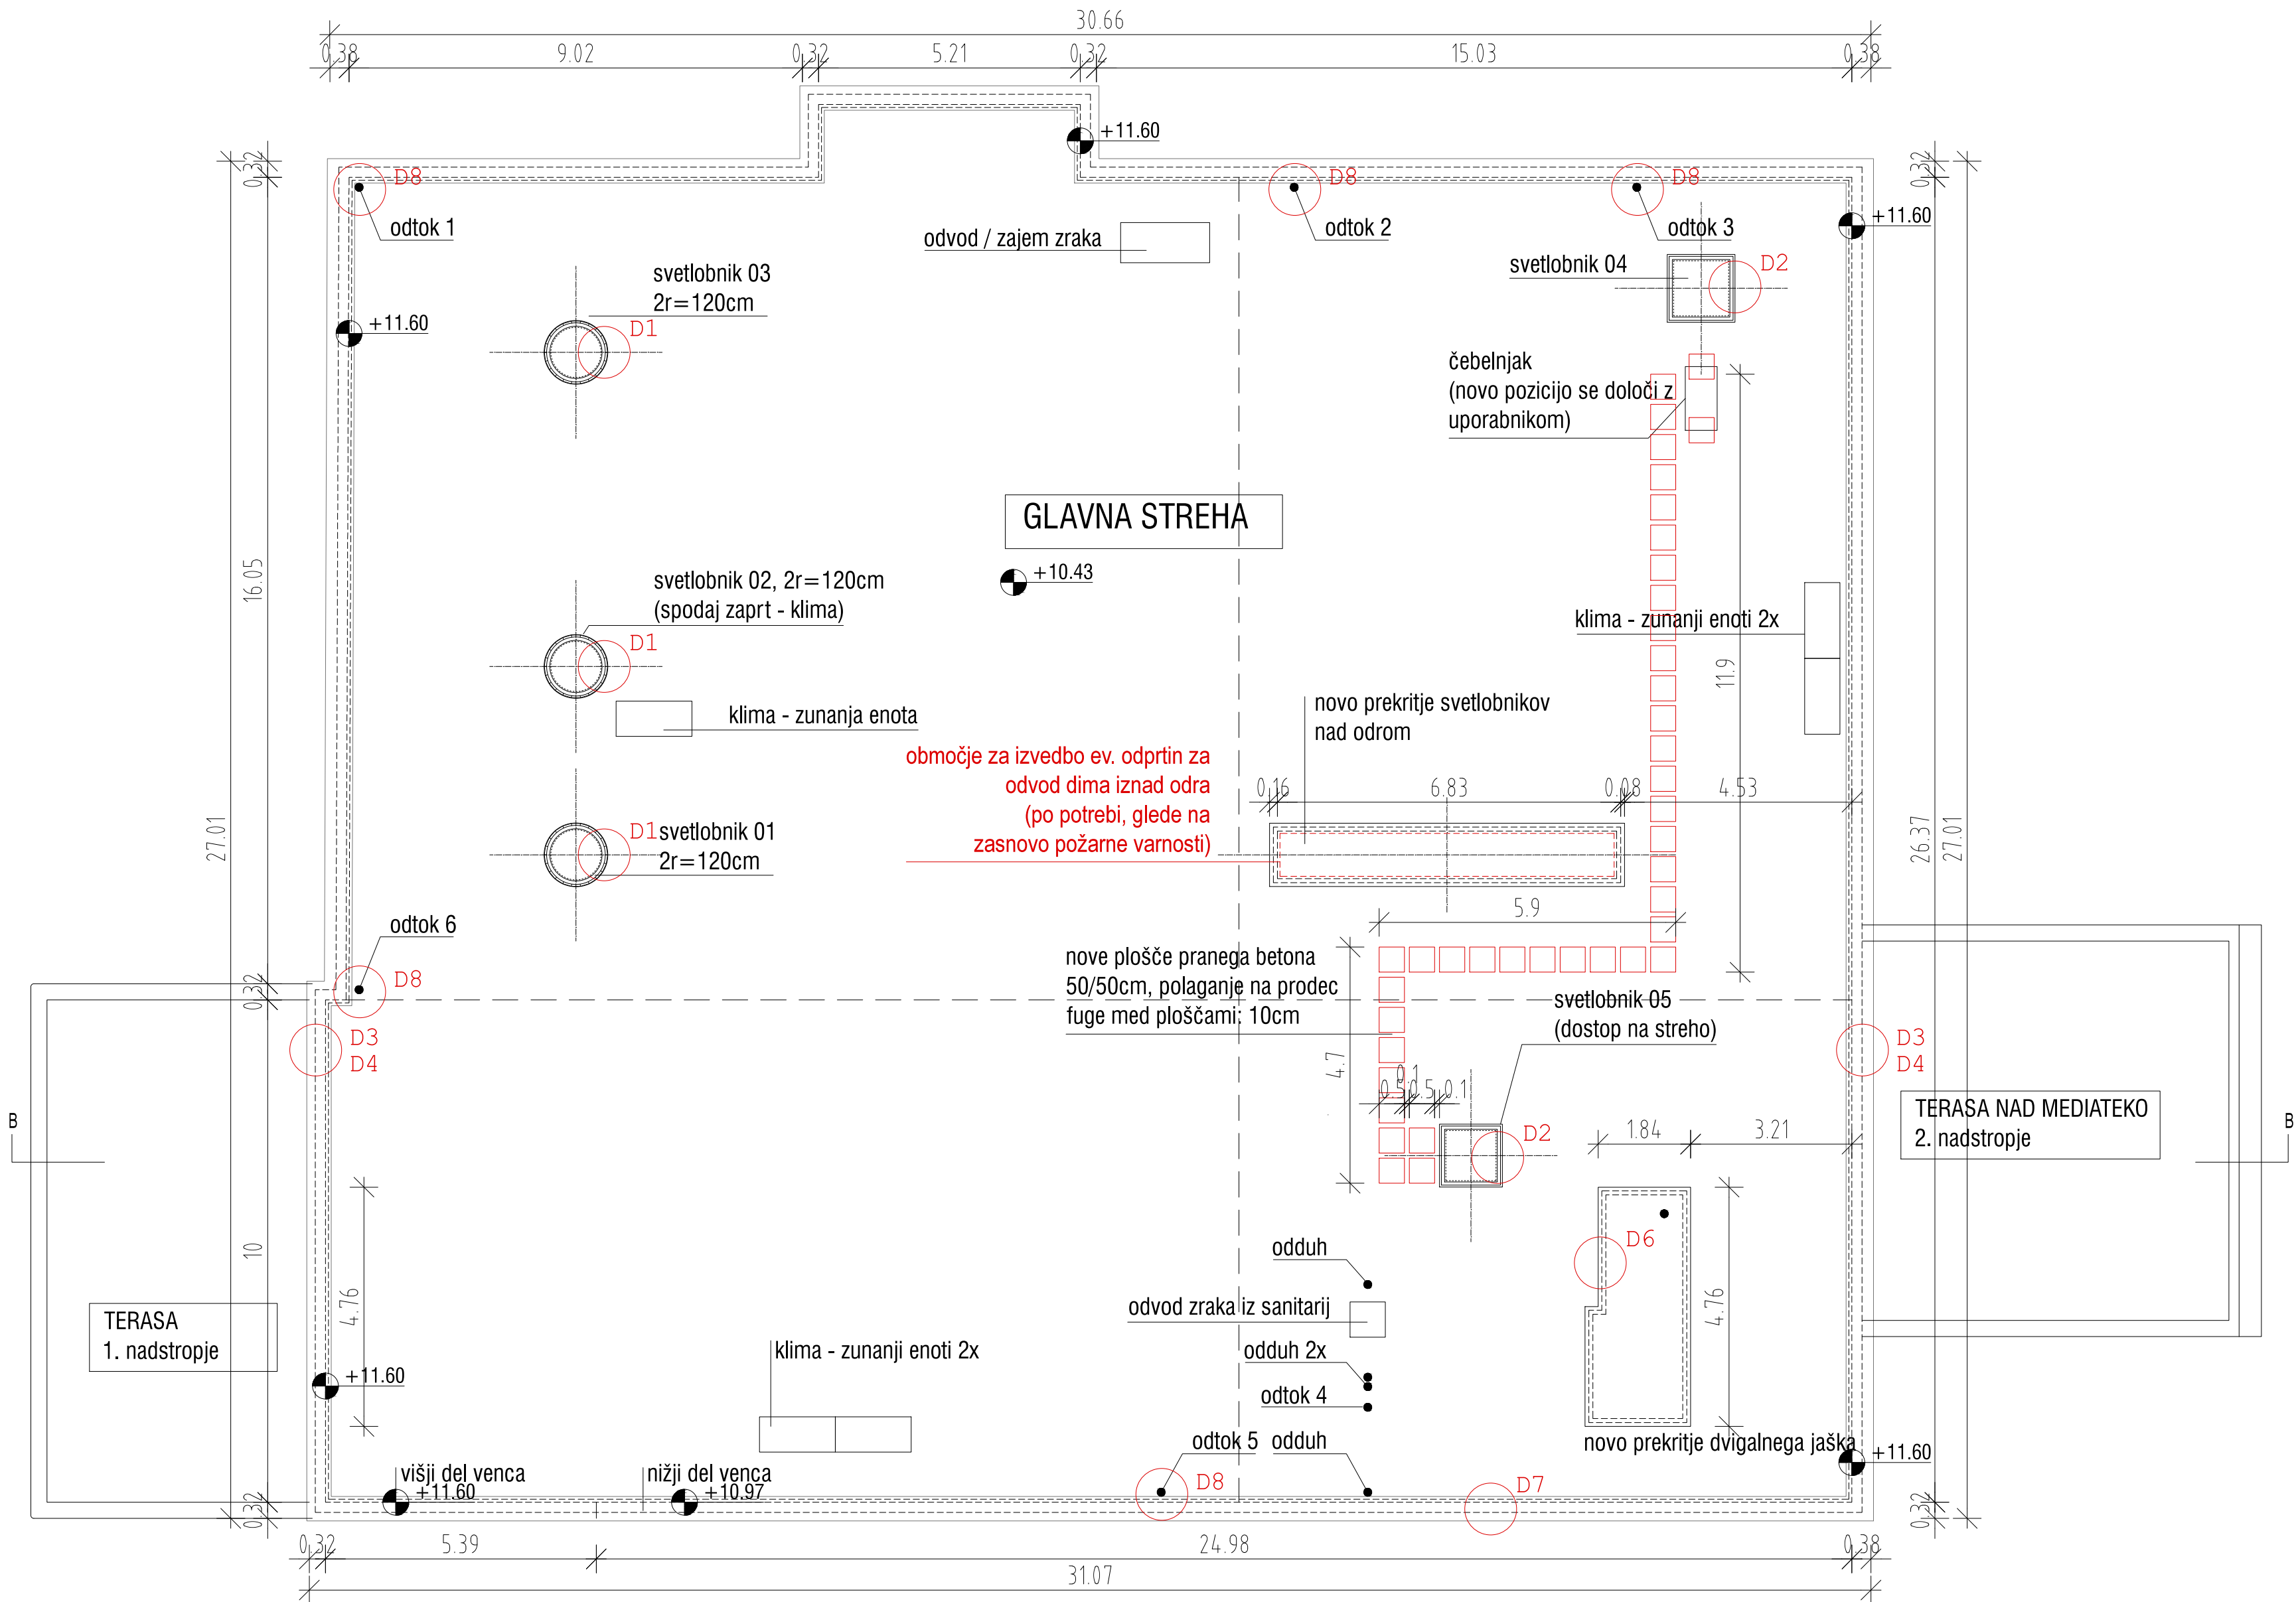 30.66
0.38
9.02
0.32
5.21
0.32
15.03
0.38
+11.60
0.32
0.32
D8
D8
D8
odtok 1
odtok 2
odtok 3
+11.60
odvod / zajem zraka
svetlobnik 04
D2
svetlobnik 03
2r=120cm
+11.60
D1
čebelnjak
(novo pozicijo se določi z
uporabnikom)
GLAVNA STREHA
+10.43
16.05
svetlobnik 02, 2r=120cm
(spodaj zaprt - klima)
D1
klima - zunanji enoti 2x
11.9
klima - zunanja enota
novo prekritje svetlobnikov
nad odrom
območje za izvedbo ev. odprtin za
odvod dima iznad odra
(po potrebi, glede na
zasnovo požarne varnosti)
0.16
6.83
0.08
4.53
27.01
26.37
27.01
D1
svetlobnik 01
2r=120cm
5.9
odtok 6
D8
0.32
nove plošče pranega betona
50/50cm, polaganje na prodec
fuge med ploščami: 10cm
svetlobnik 05
(dostop na streho)
D3
D4
D3
D4
4.7
0.1
0.5
0.5
0.1
TERASA NAD MEDIATEKO
2. nadstropje
B
B
D2
1.84
3.21
10
4.76
D6
odduh
odvod zraka iz sanitarij
4.76
TERASA
1. nadstropje
klima - zunanji enoti 2x
odduh 2x
+11.60
odtok 4
odtok 5
odduh
novo prekritje dvigalnega jaška
+11.60
višji del venca
+11.60
nižji del venca
+10.97
D8
D7
0.32
0.32
0.32
5.39
24.98
0.38
31.07